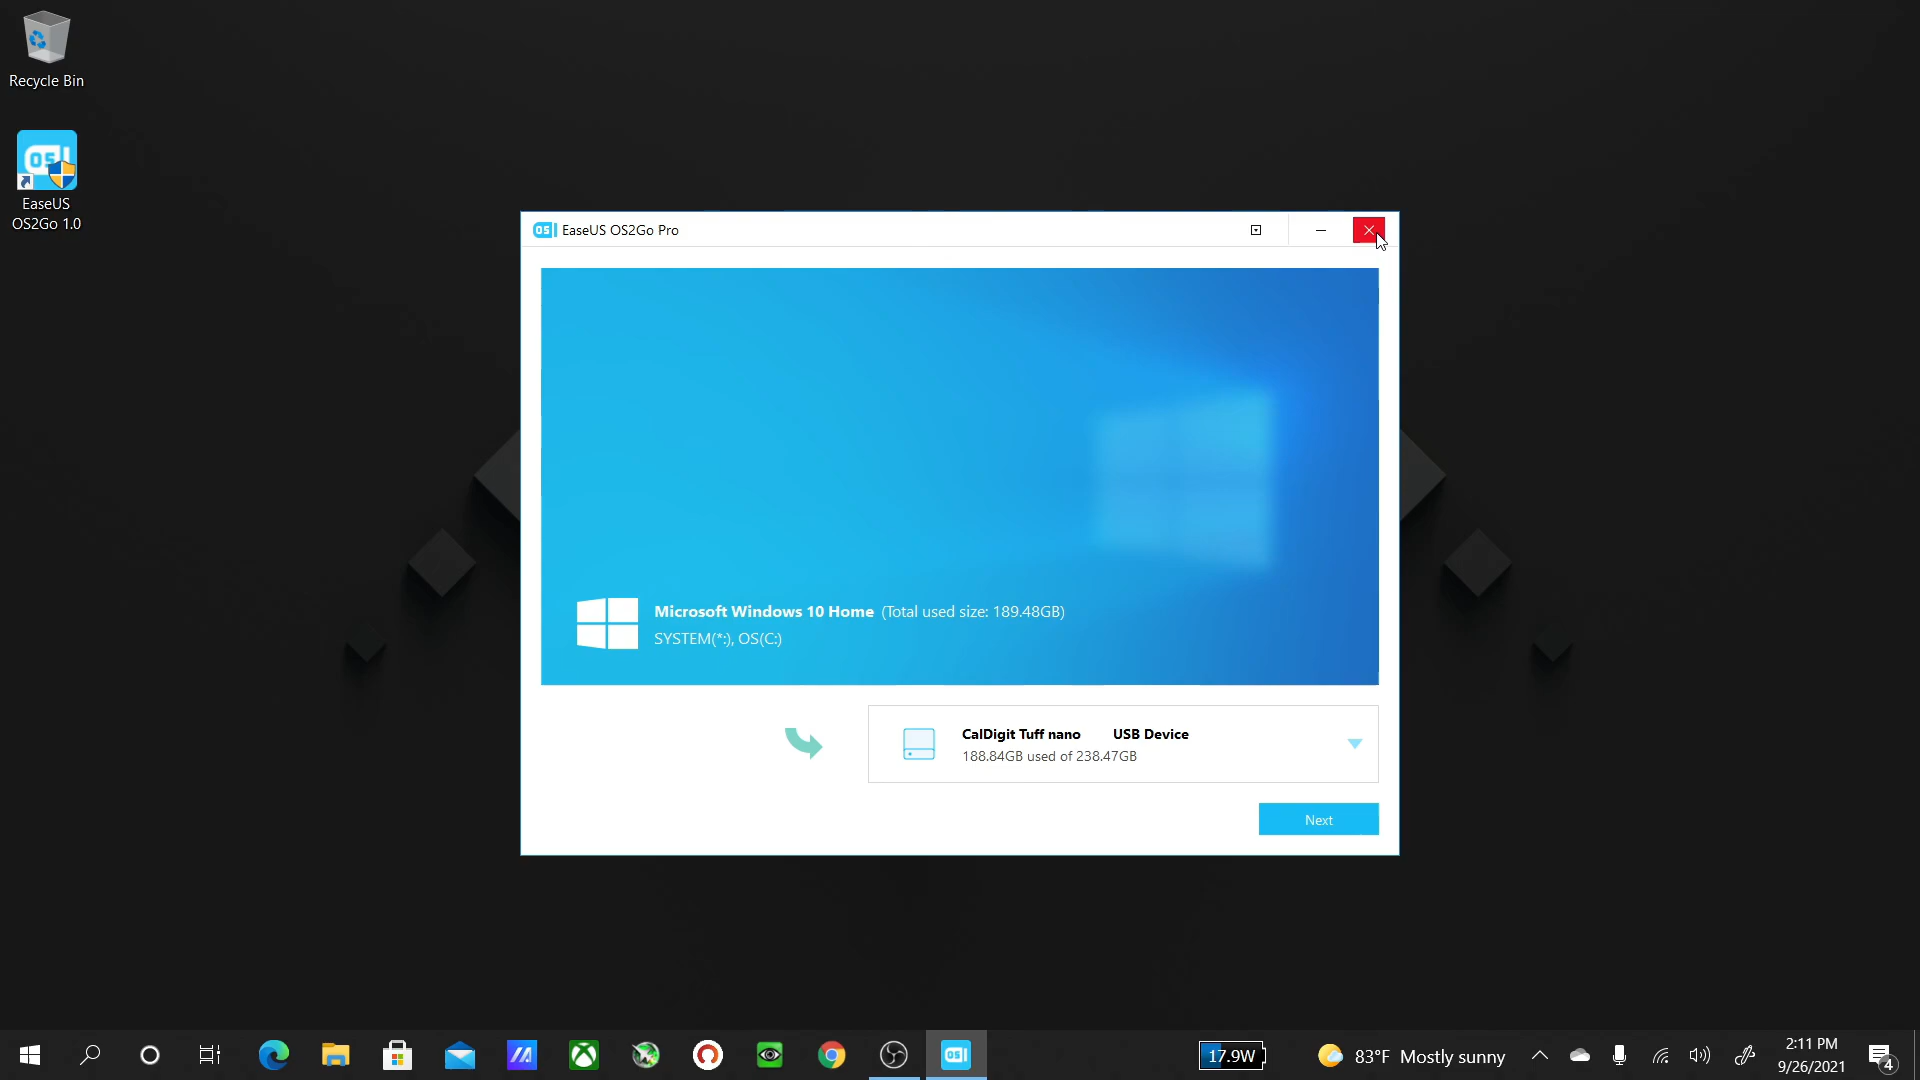 Recycle Bin
EaseUS
OS2Go 1.0
EaseUS OS2Go Pro
Microsoft Windows 10 Home (Total used size: 189.48GB)
SYSTEM(*:), OS(C:)
CalDigit Tuff nano USB Device
188.84GB used of 238.47GB
Next
17.9W
83°F Mostly sunny
2:11 PM
9/26/2021
4